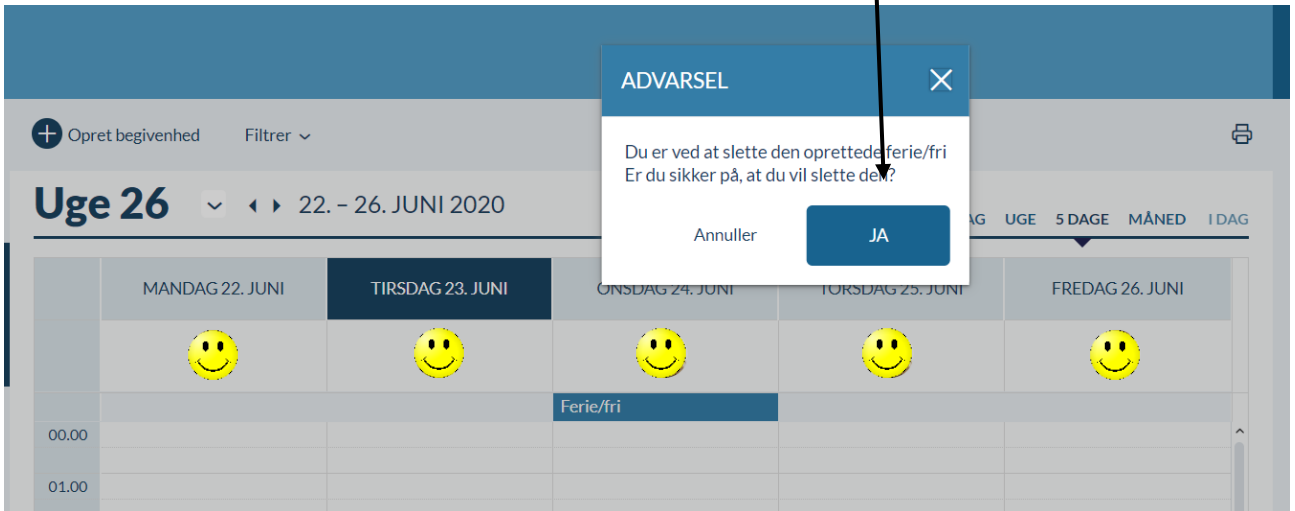 ADVARSEL
Du er ved at slette den oprettede ferie/fri
Er du sikker på, at du vil slette den?
Annuller
JA
Opret begivenhed
Filtrer
Uge 26
22. – 26. JUNI 2020
UGE
5 DAGE
MÅNED
I DAG
MANDAG 22. JUNI
TIRSDAG 23. JUNI
ONSDAG 24. JUNI
TORSDAG 25. JUNI
FREDAG 26. JUNI
Ferie/fri
00.00
01.00